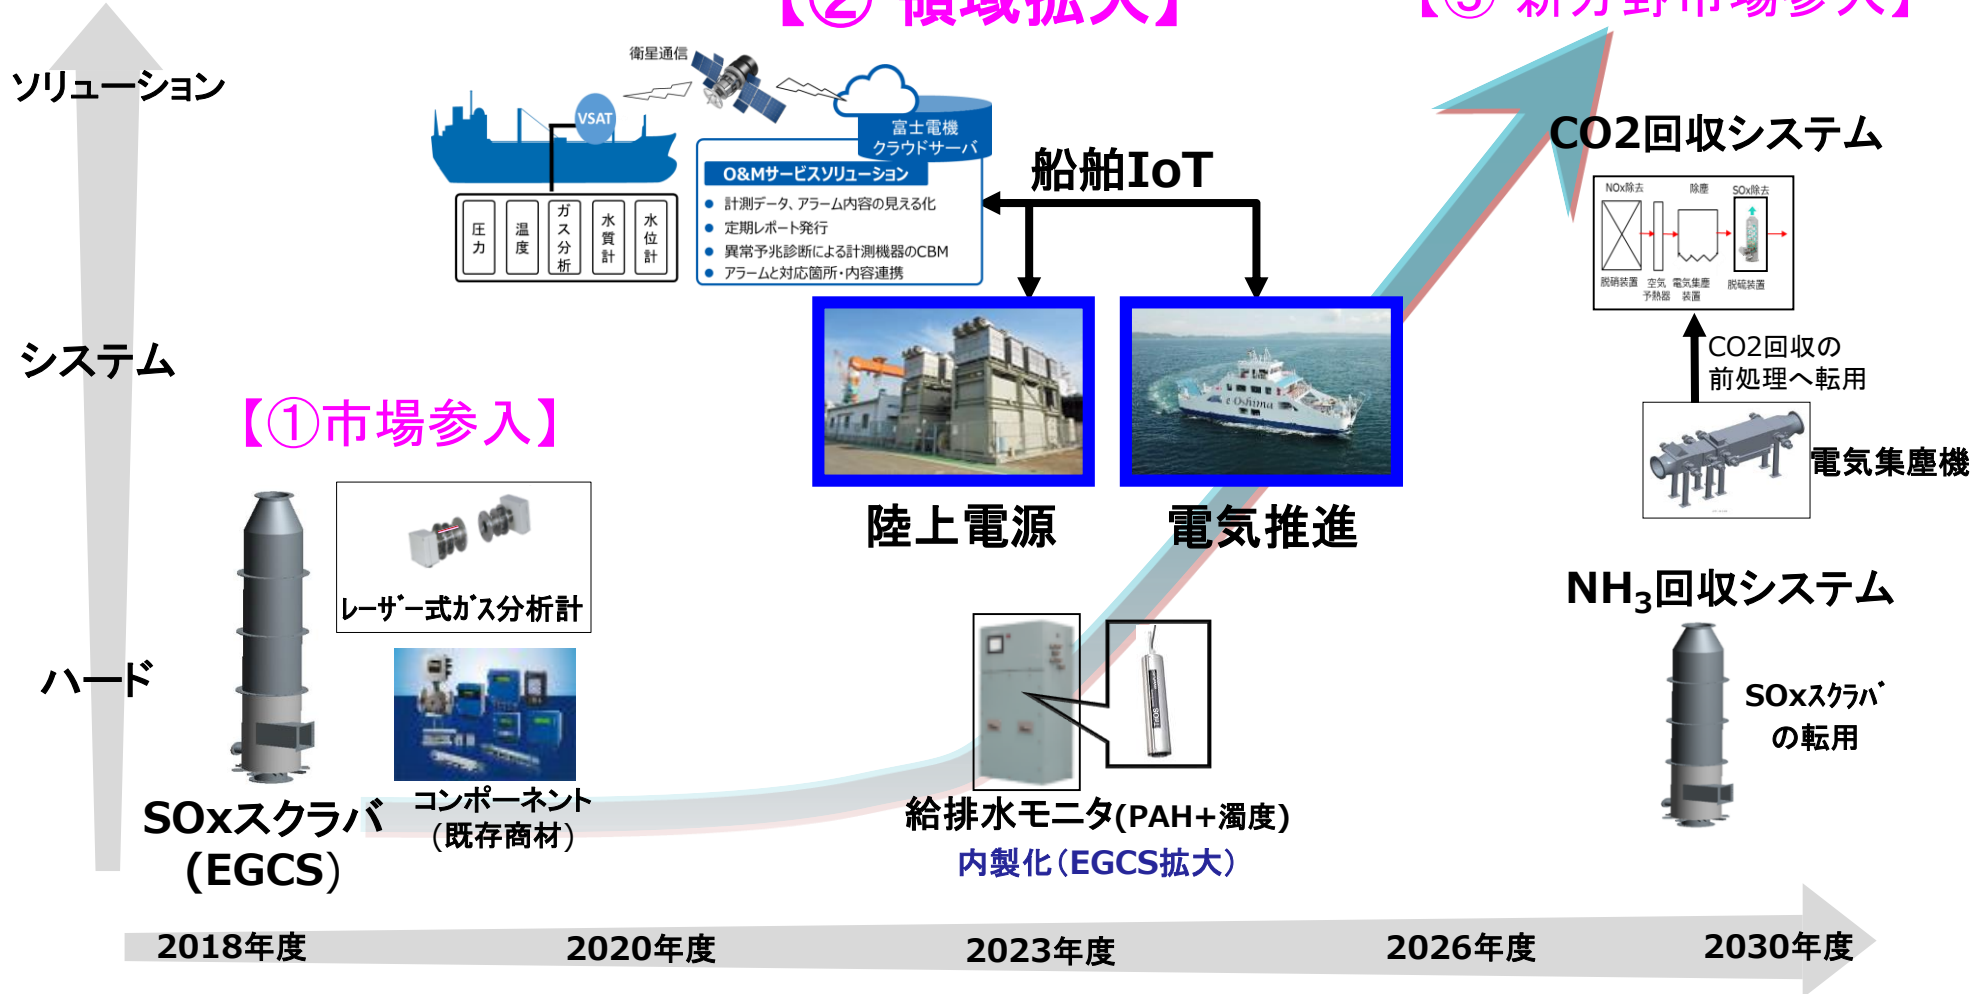 【② 領域拡大】
【③ 新分野市場参入】
ソリューション
システム
ハード
衛星通信
VSAT
富士電機
クラウドサーバ
圧力
温度
ガス分析
水質計
水位計
O&Mサービスソリューション
● 計測データ、アラーム内容の見える化
● 定期レポート発行
● 異常予兆診断による計測機器のCBM
● アラームと対応箇所・内容連携
船舶IoT
陸上電源
e-Oshima
電気推進
CO2回収システム
NOx除去
除塵
SOx除去
脱硝装置
空気
予熱器
電気集塵
装置
脱硫装置
CO2回収の
前処理へ転用
電気集塵機
NH₃回収システム
SOxｽｸﾗﾊﾞ
の転用
【①市場参入】
ﾚｰｻﾞｰ式ｶﾞｽ分析計
SOxスクラバ
(EGCS)
コンポーネント
(既存商材)
給排水モニタ(PAH+濁度)
内製化(EGCS拡大)
2018年度
2020年度
2023年度
2026年度
2030年度